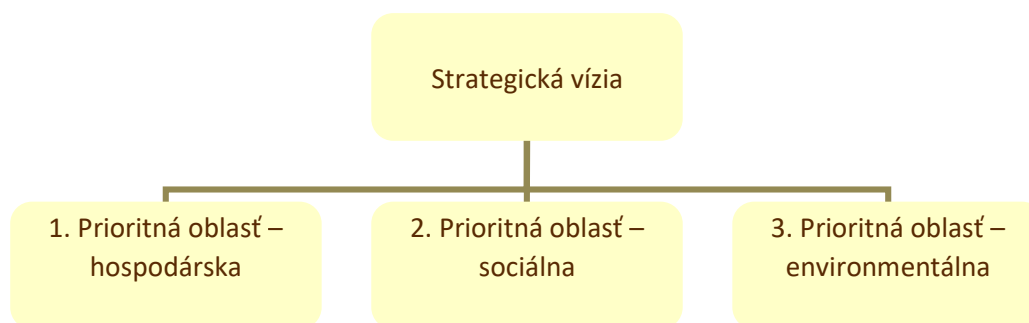 Strategická vízia
1. Prioritná oblasť –
hospodárska
2. Prioritná oblasť –
sociálna
3. Prioritná oblasť –
environmentálna